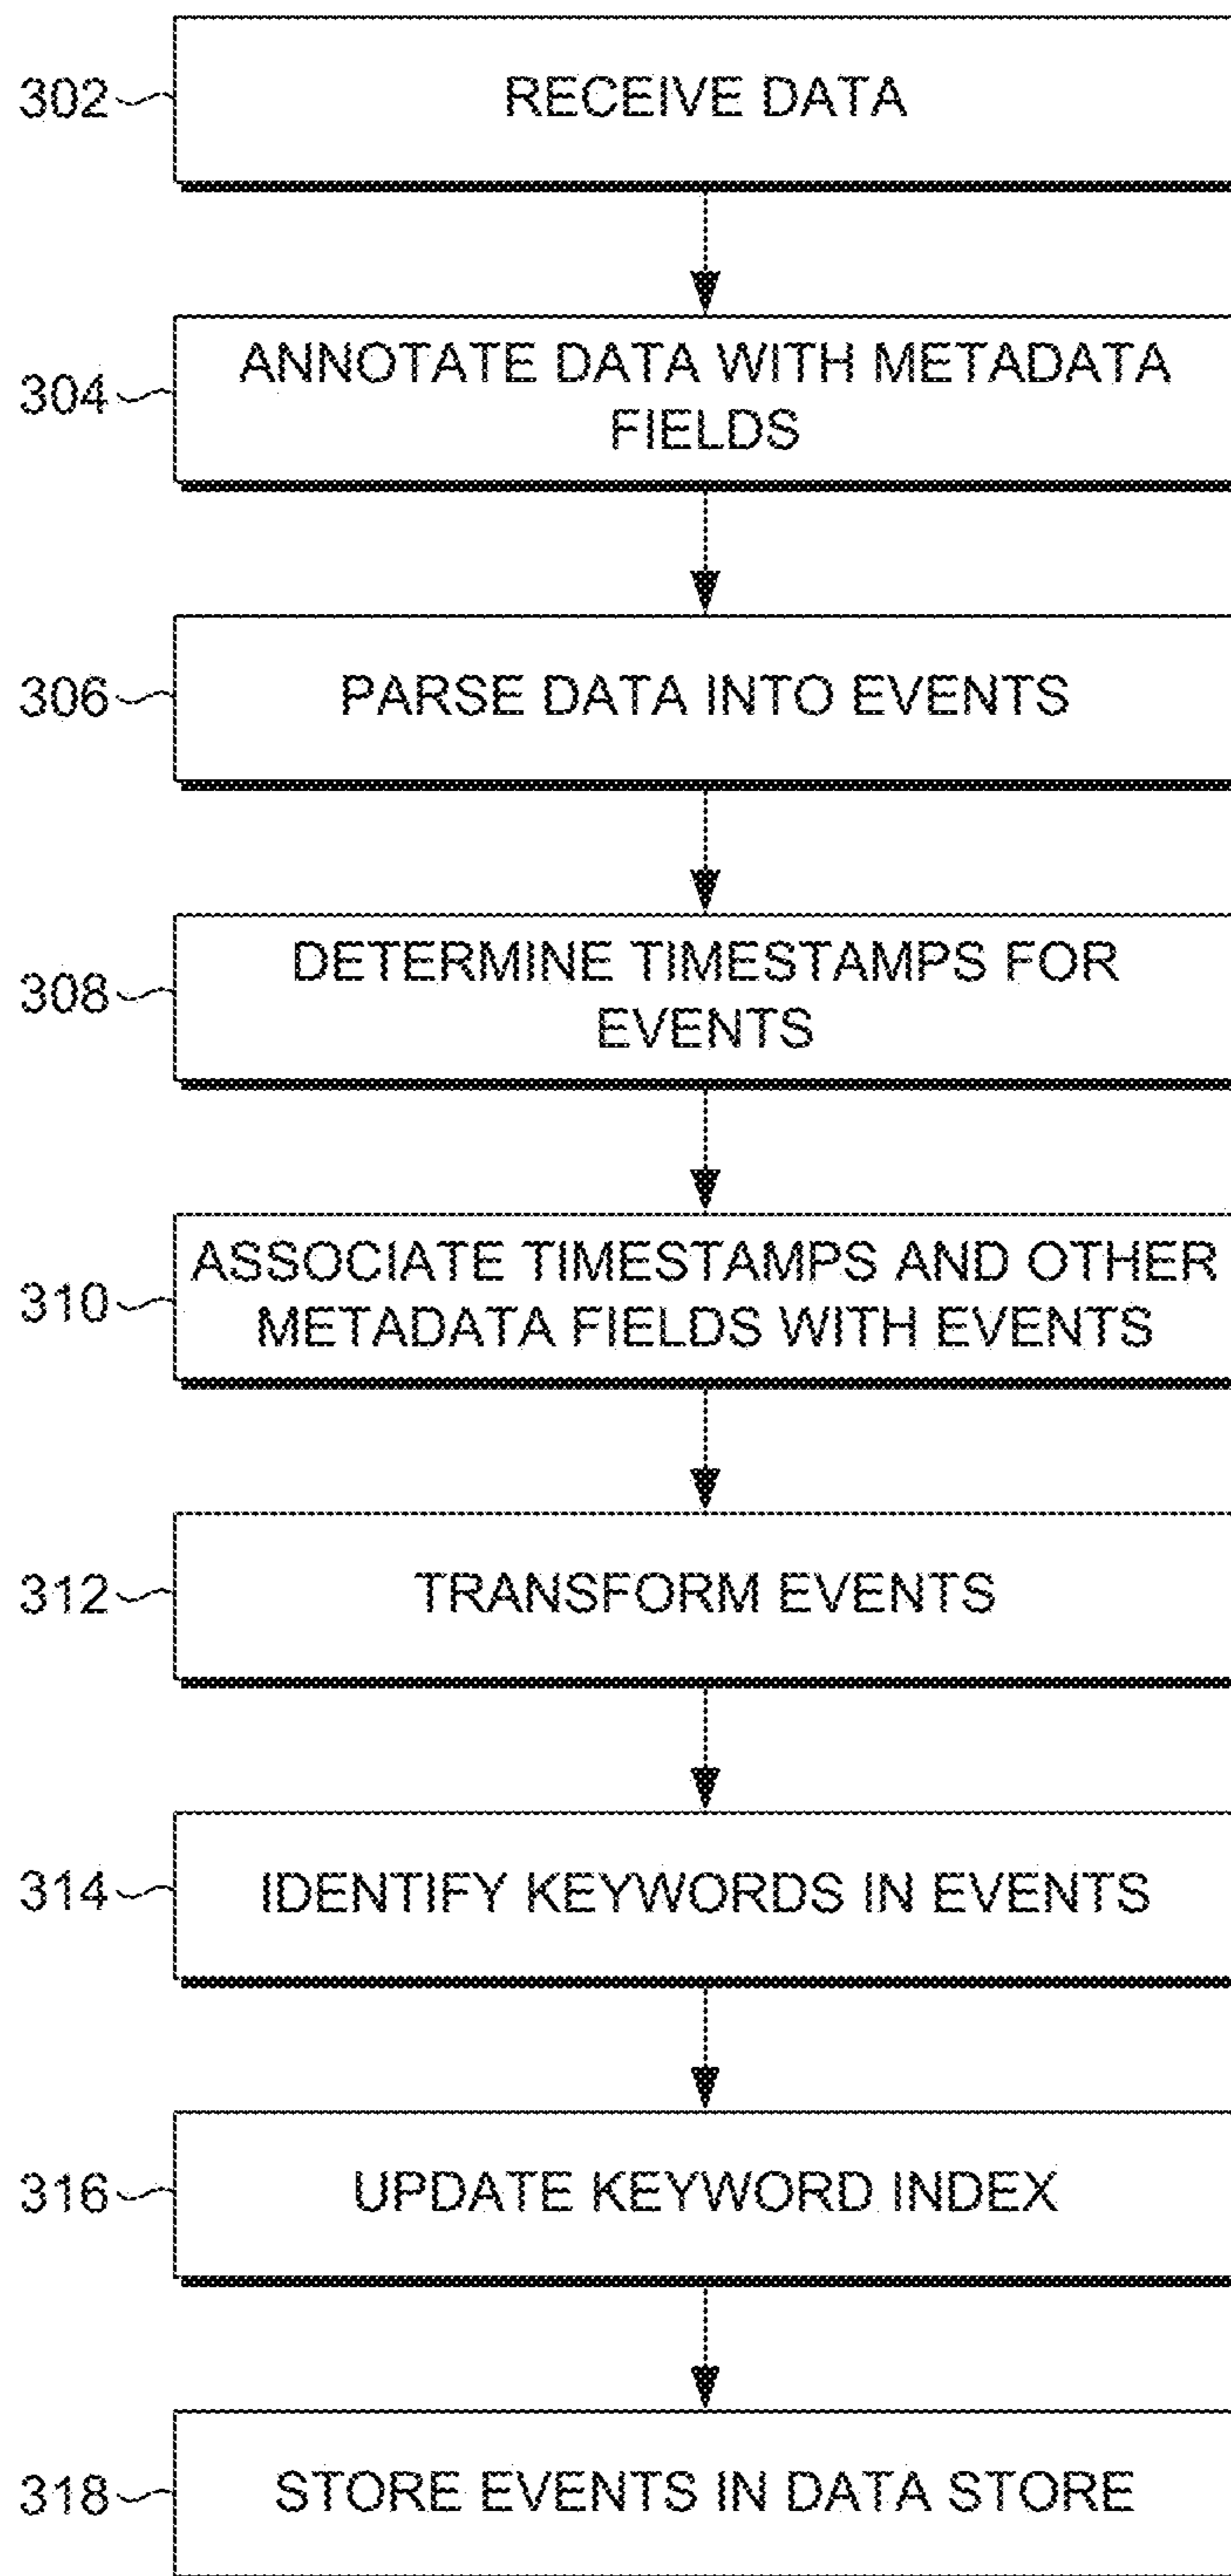 302
RECEIVE DATA
304
ANNOTATE DATA WITH METADATA
FIELDS
306
PARSE DATA INTO EVENTS
308
DETERMINE TIMESTAMPS FOR
EVENTS
310
ASSOCIATE TIMESTAMPS AND OTHER
METADATA FIELDS WITH EVENTS
312
TRANSFORM EVENTS
314
IDENTIFY KEYWORDS IN EVENTS
316
UPDATE KEYWORD INDEX
318
STORE EVENTS IN DATA STORE